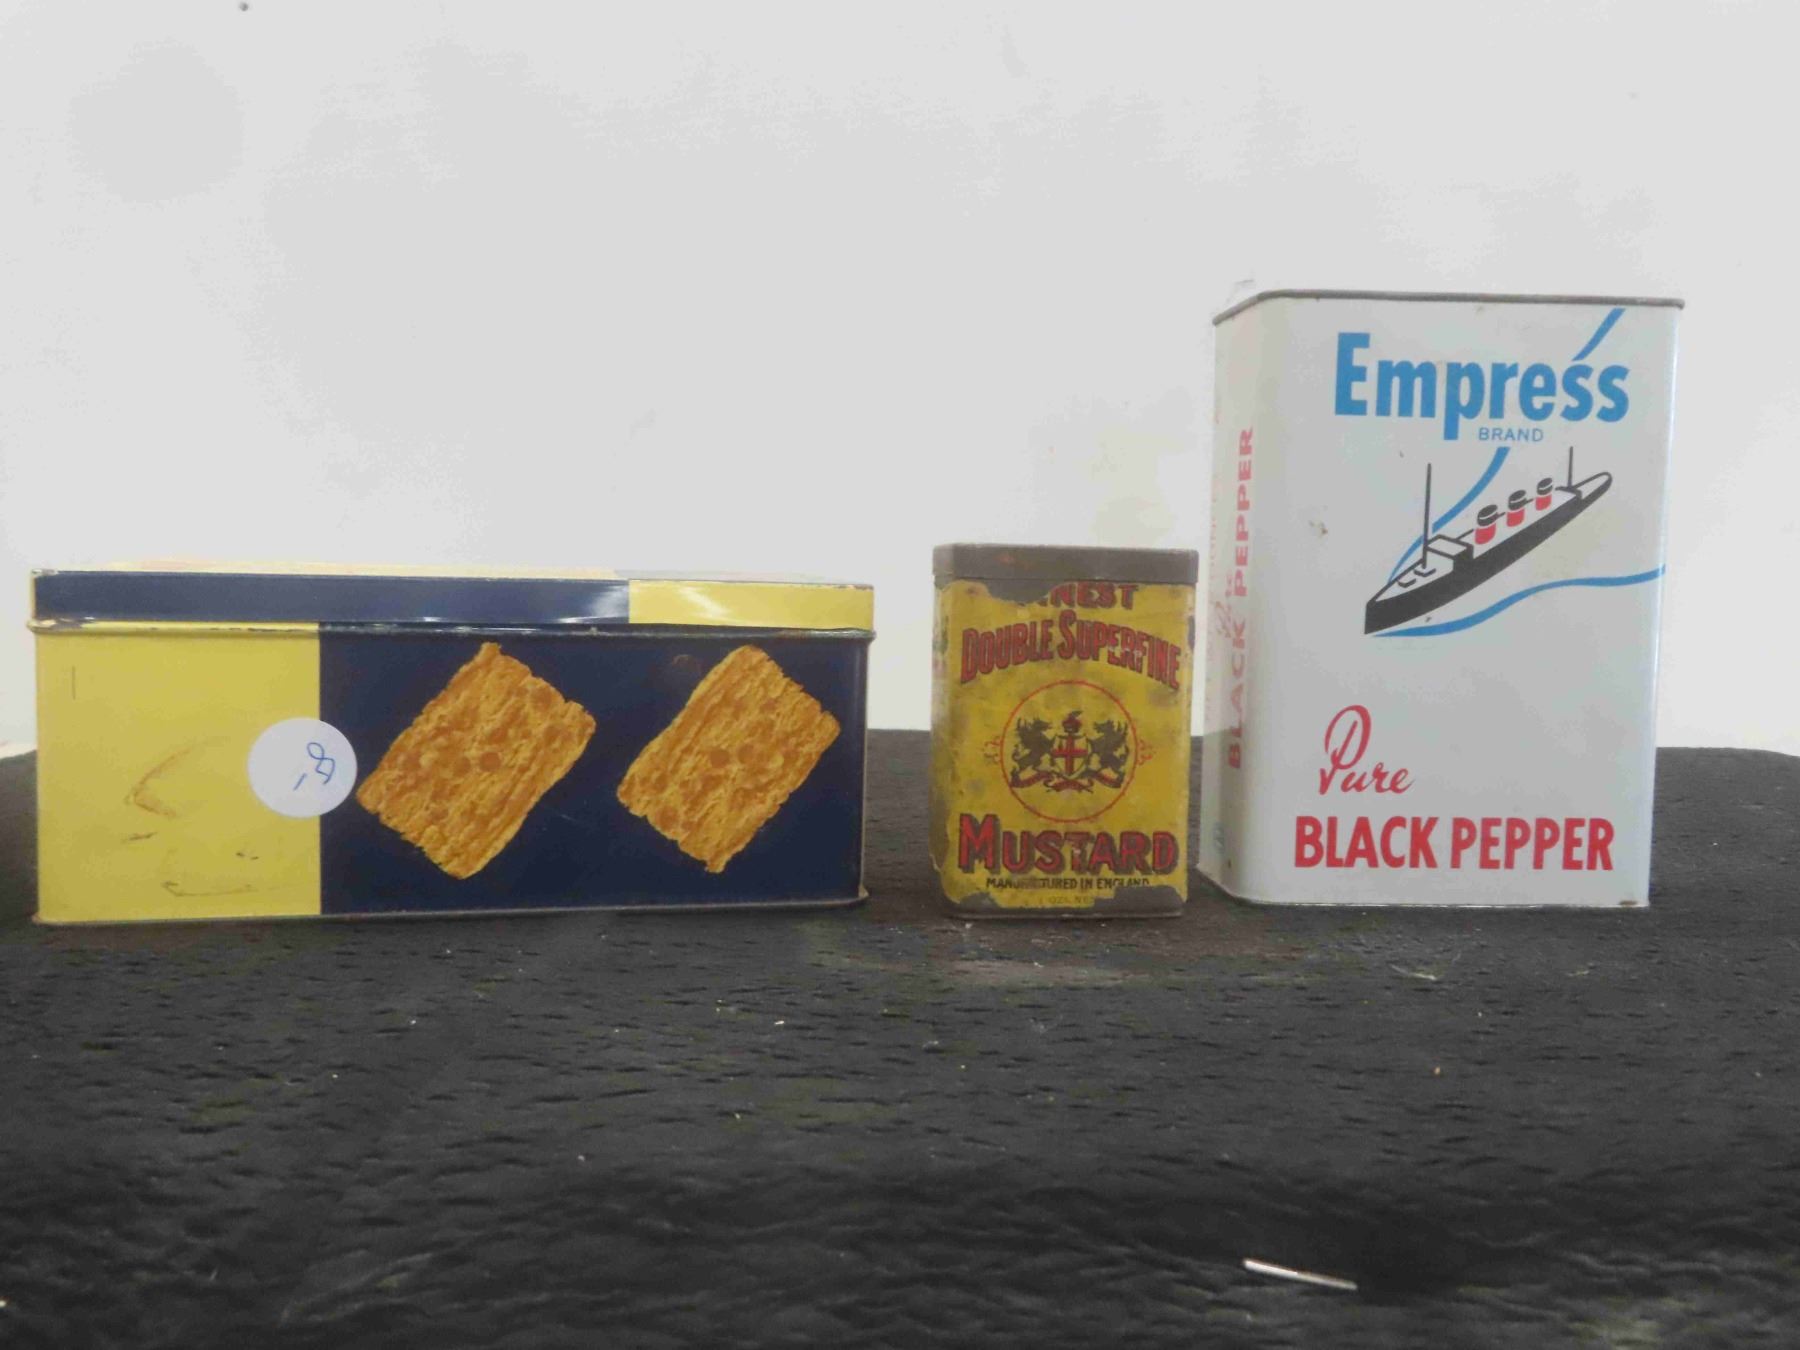 DOUBLE SUPERFINE
MUSTARD
MANUFACTURED IN ENGLAND
Empress
BRAND
Pure
BLACK PEPPER
BLACK PEPPER